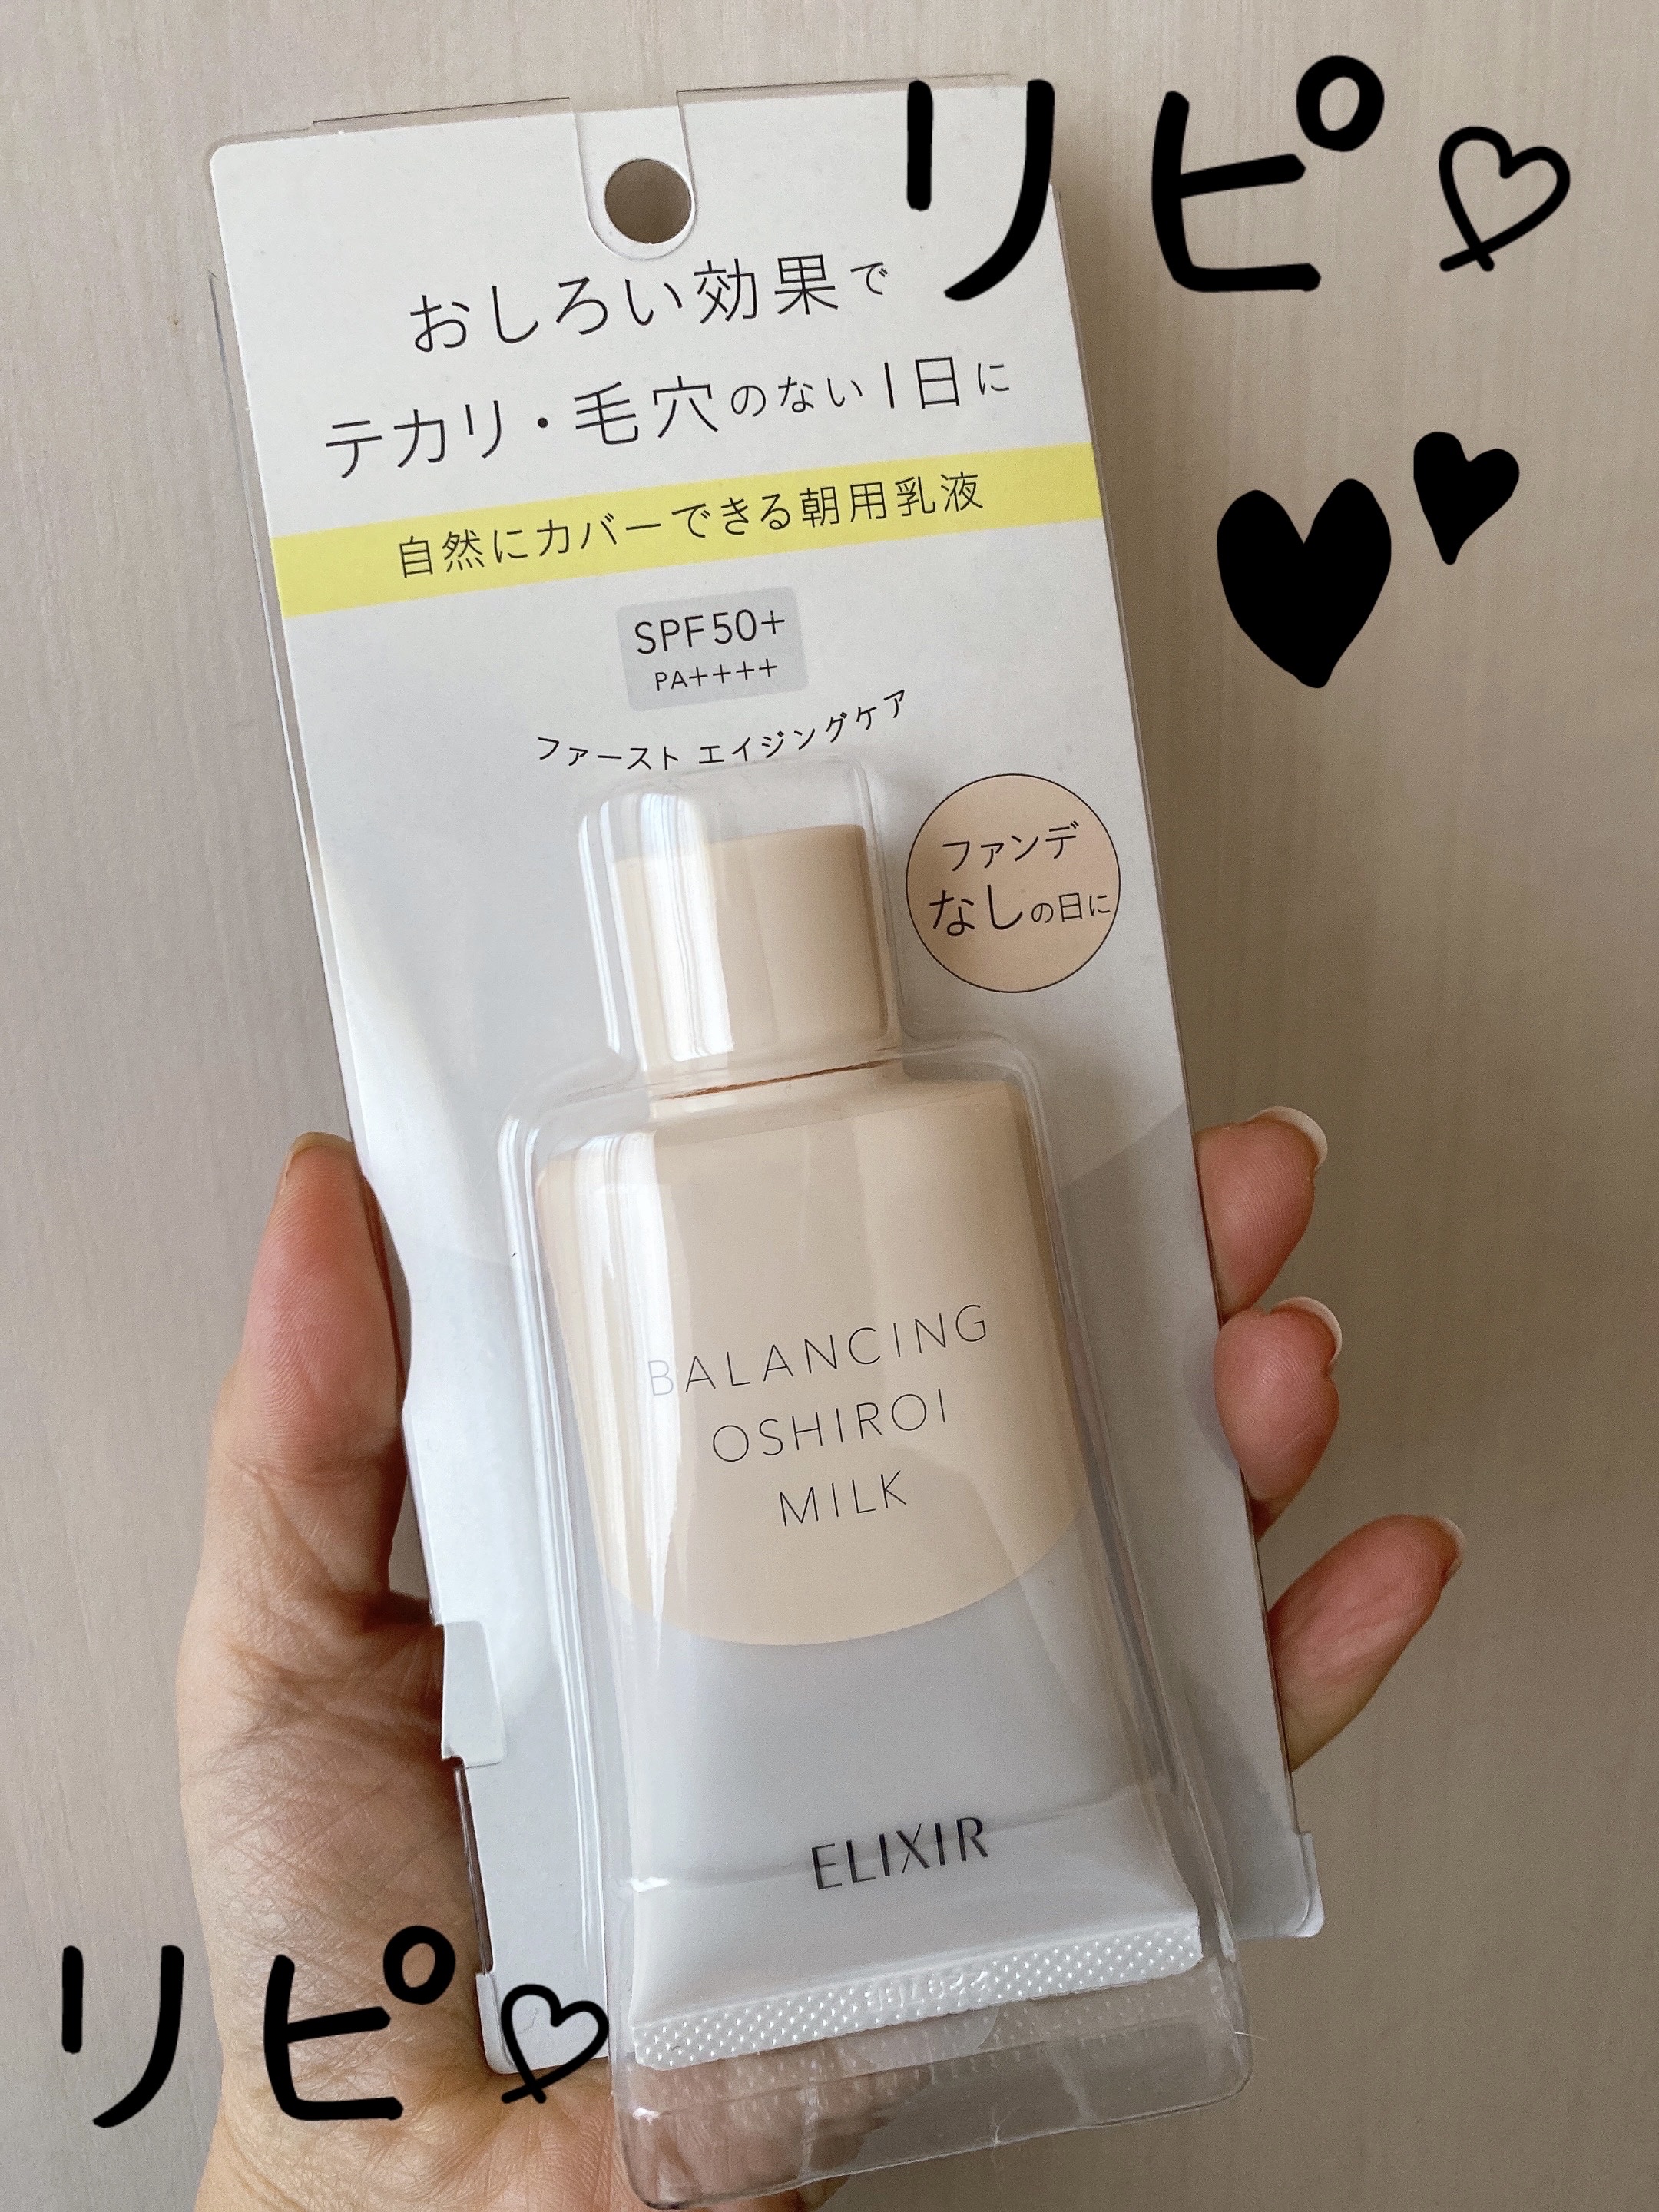 リピ♡
おしろい効果で
テカリ・毛穴のない1日に
自然にカバーできる朝用乳液
SPF50+
PA++++
ファースト エイジングケア
ファンデ
なしの日に
BALANCING
OSHIROI
MILK
ELIXIR
リピ♡